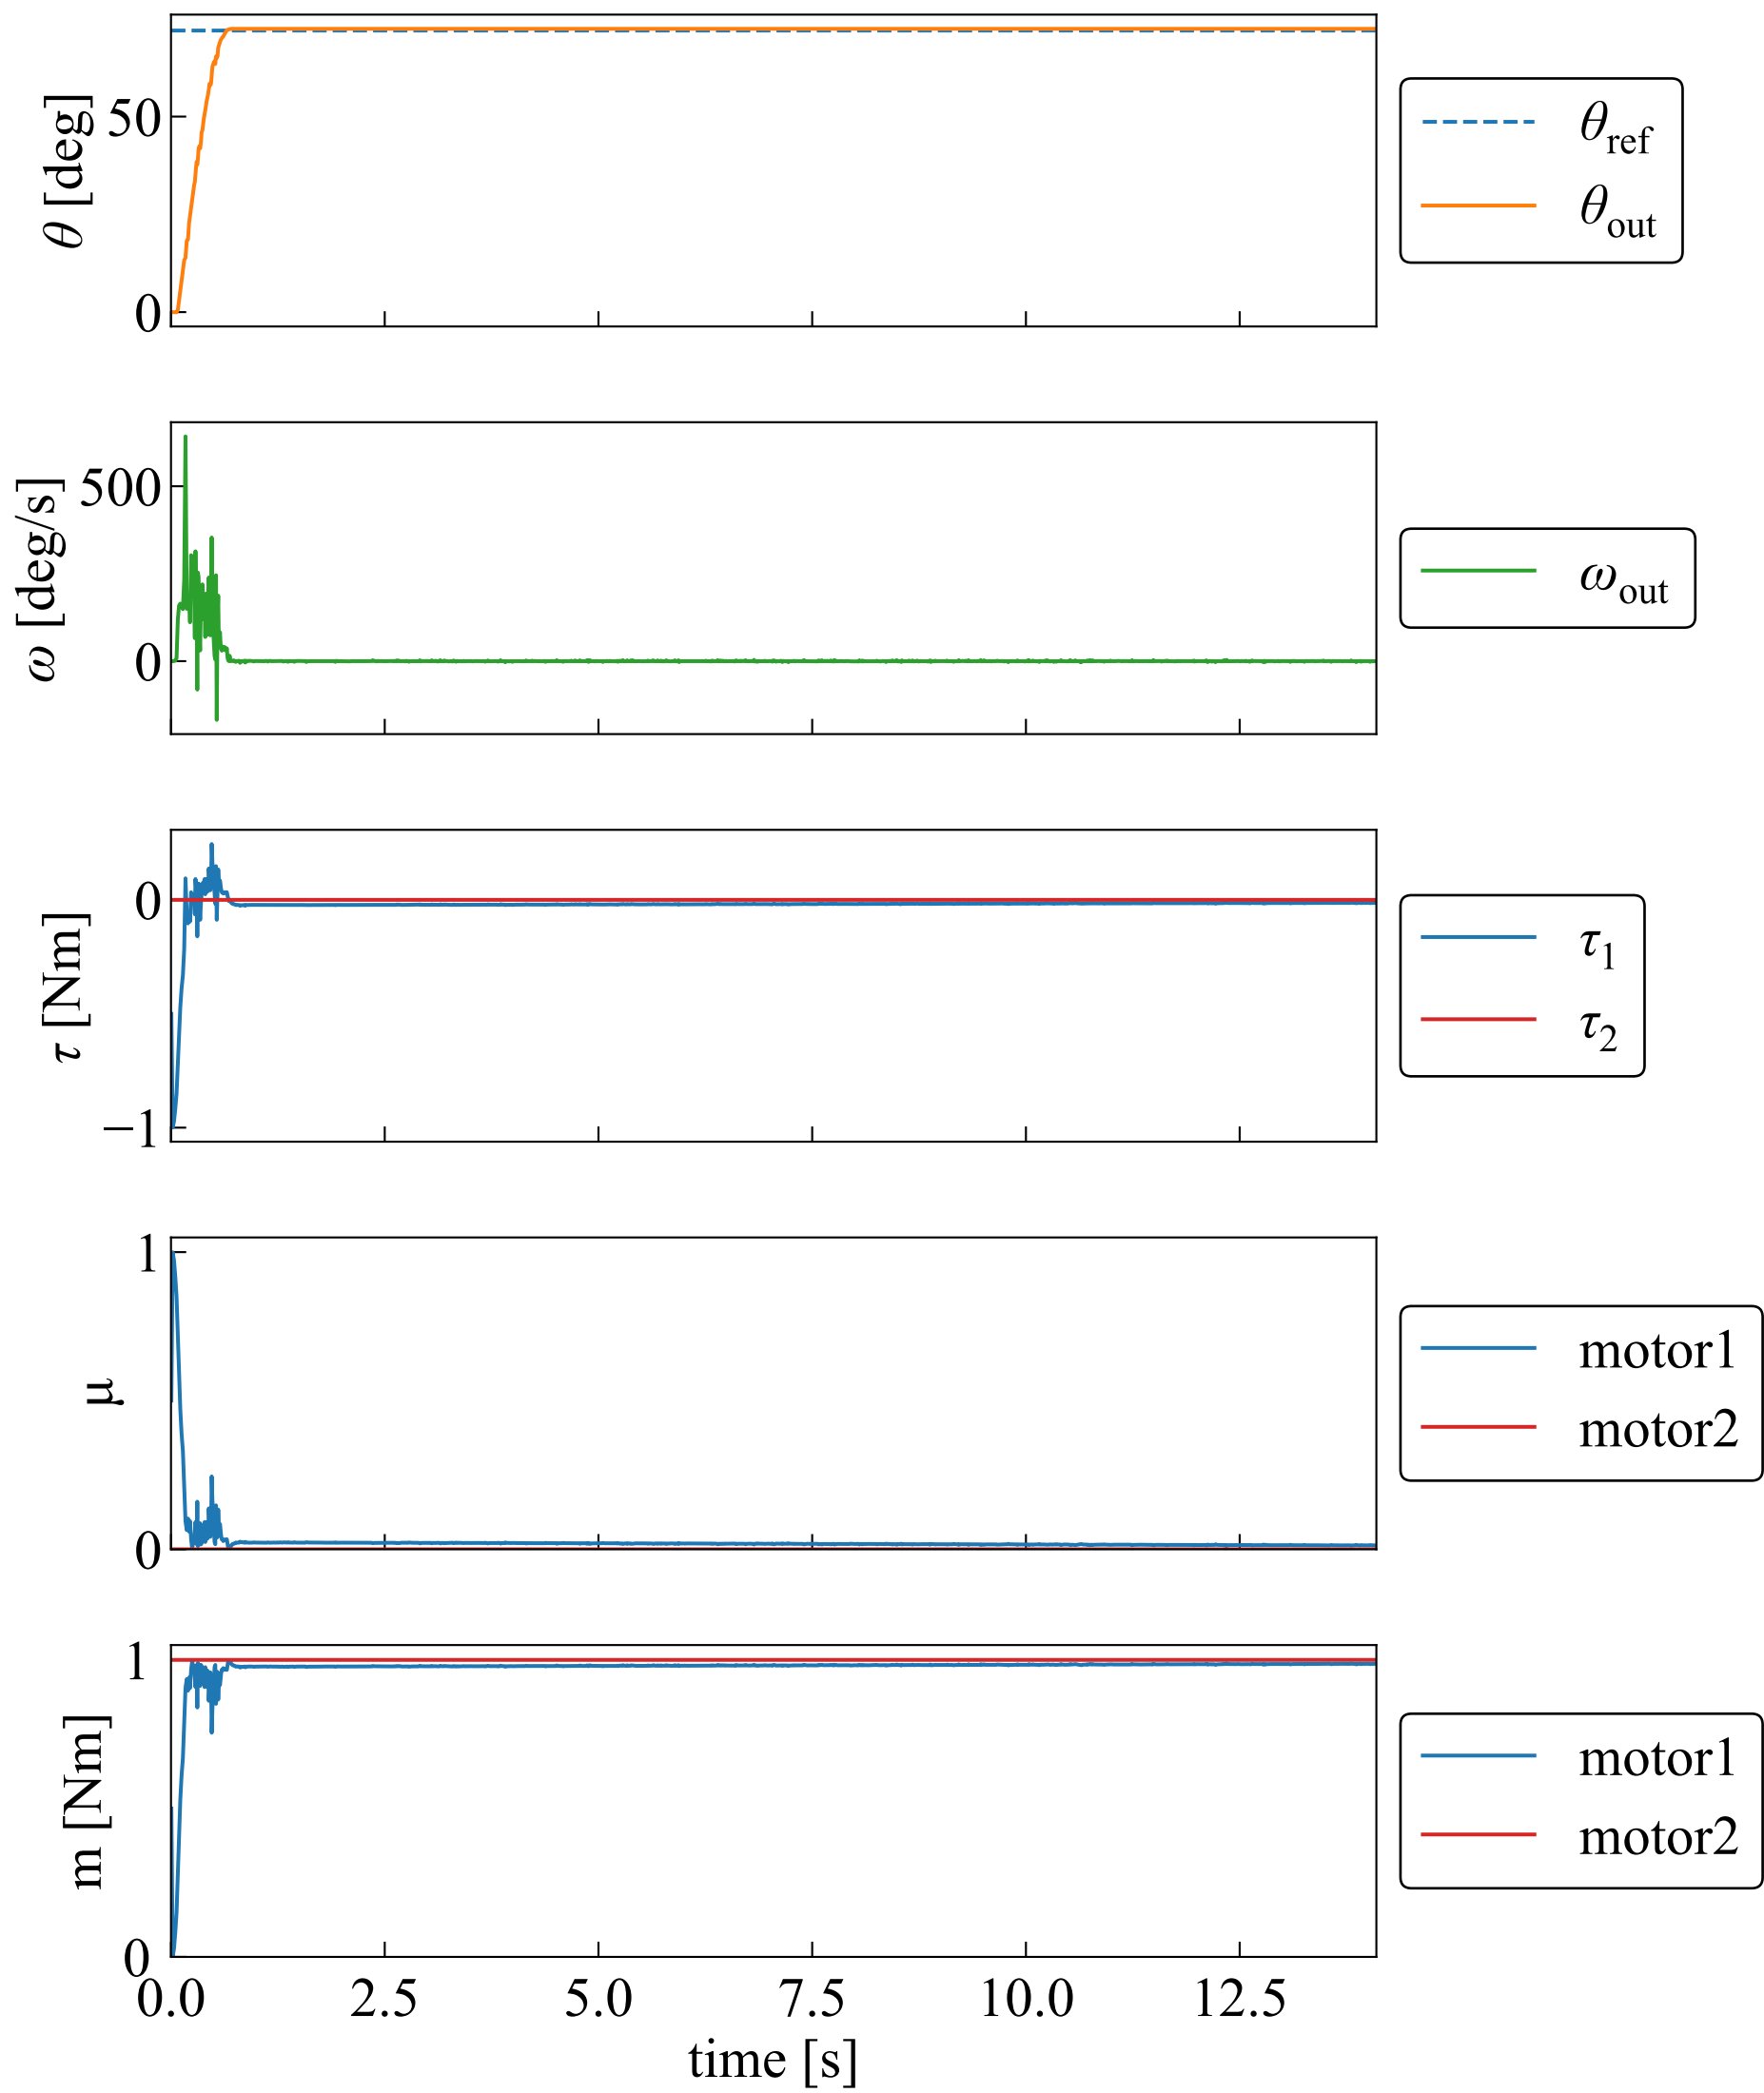 θ [deg]
50
0
θref
θout
ω [deg/s]
500
0
ωout
τ [Nm]
0
−1
τ1
τ2
μ
1
0
motor1
motor2
m [Nm]
1
0
motor1
motor2
0.0 2.5 5.0 7.5 10.0 12.5
time [s]